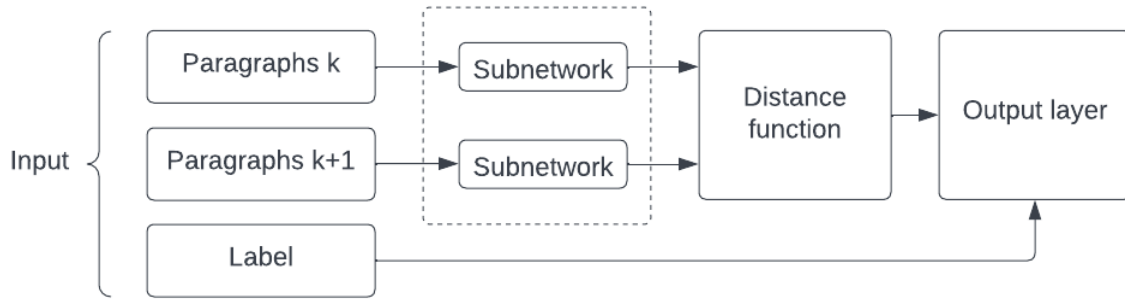 Paragraphs k
Subnetwork
Distance
function
Output layer
Input
Paragraphs k+1
Subnetwork
Label